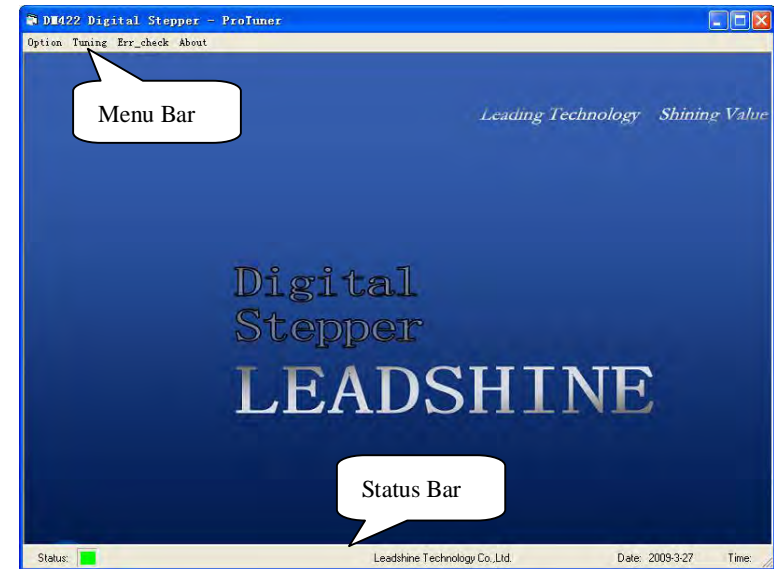 DM422 Digital Stepper - ProTuner
Option Tuning Err_check About
Menu Bar
Leading Technology Shining Value
Digital
Stepper
LEADSHINE
Status Bar
Status: Leadshine Technology Co.,Ltd. Date: 2009-3-27 Time: